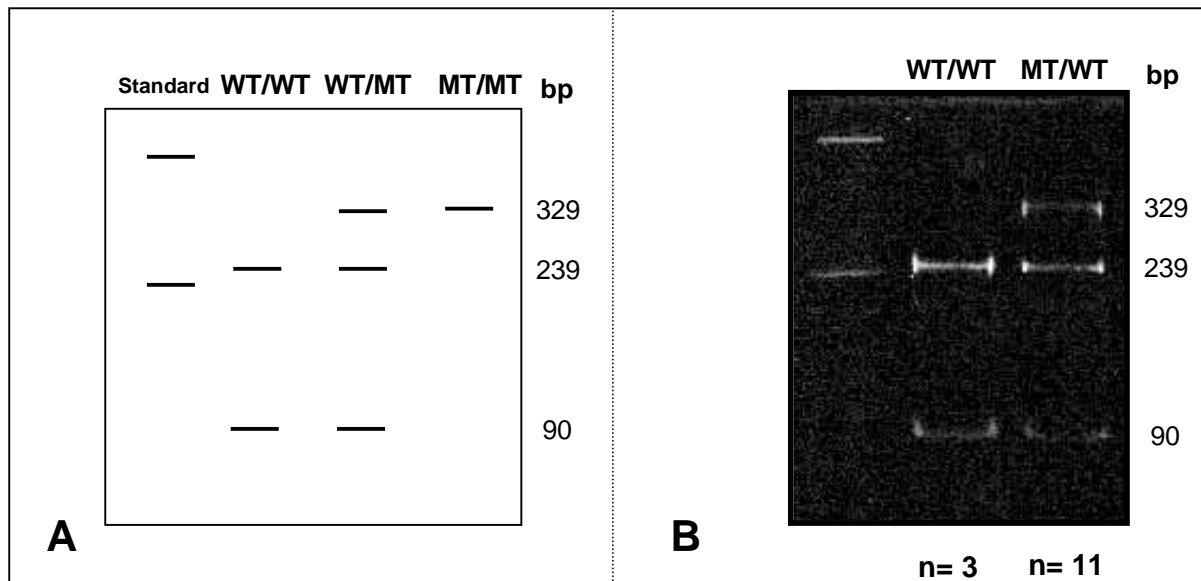 Standard WT/WT WT/MT MT/MT bp
329
239
90
A
WT/WT MT/WT bp
329
239
90
B
n= 3 n= 11